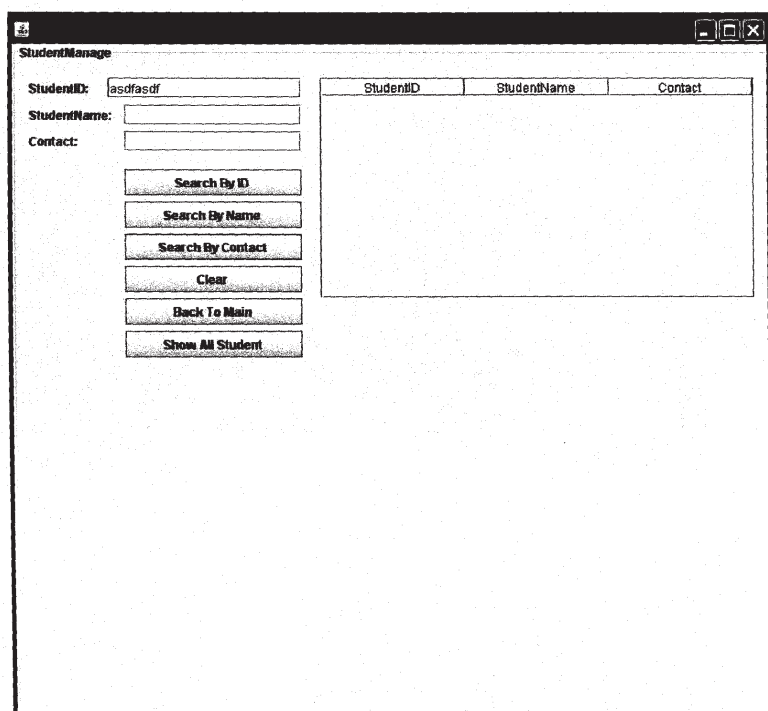 StudentManage
StudentID: asdfasdf
StudentName:
Contact:
Search By ID
Search By Name
Search By Contact
Clear
Back To Main
Show All Student
StudentID StudentName Contact